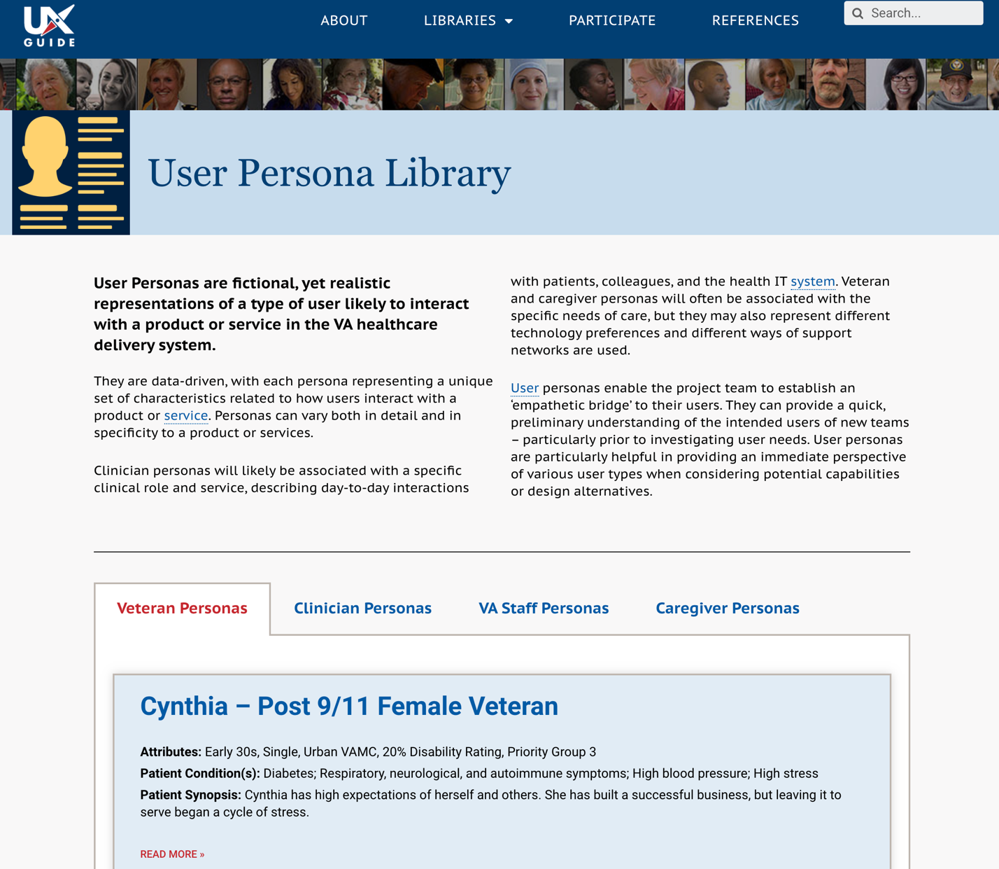 UX
GUIDE
ABOUT
LIBRARIES
PARTICIPATE
REFERENCES
Search...
User Persona Library
User Personas are fictional, yet realistic
representations of a type of user likely to interact
with a product or service in the VA healthcare
delivery system.
They are data-driven, with each persona representing a unique
set of characteristics related to how users interact with a
product or service. Personas can vary both in detail and in
specificity to a product or services.
Clinician personas will likely be associated with a specific
clinical role and service, describing day-to-day interactions
with patients, colleagues, and the health IT system. Veteran
and caregiver personas will often be associated with the
specific needs of care, but they may also represent different
technology preferences and different ways of support
networks are used.
User personas enable the project team to establish an
‘empathetic bridge’ to their users. They can provide a quick,
preliminary understanding of the intended users of new teams
– particularly prior to investigating user needs. User personas
are particularly helpful in providing an immediate perspective
of various user types when considering potential capabilities
or design alternatives.
Veteran Personas
Clinician Personas
VA Staff Personas
Caregiver Personas
Cynthia – Post 9/11 Female Veteran
Attributes: Early 30s, Single, Urban VAMC, 20% Disability Rating, Priority Group 3
Patient Condition(s): Diabetes; Respiratory, neurological, and autoimmune symptoms; High blood pressure; High stress
Patient Synopsis: Cynthia has high expectations of herself and others. She has built a successful business, but leaving it to
serve began a cycle of stress.
READ MORE »